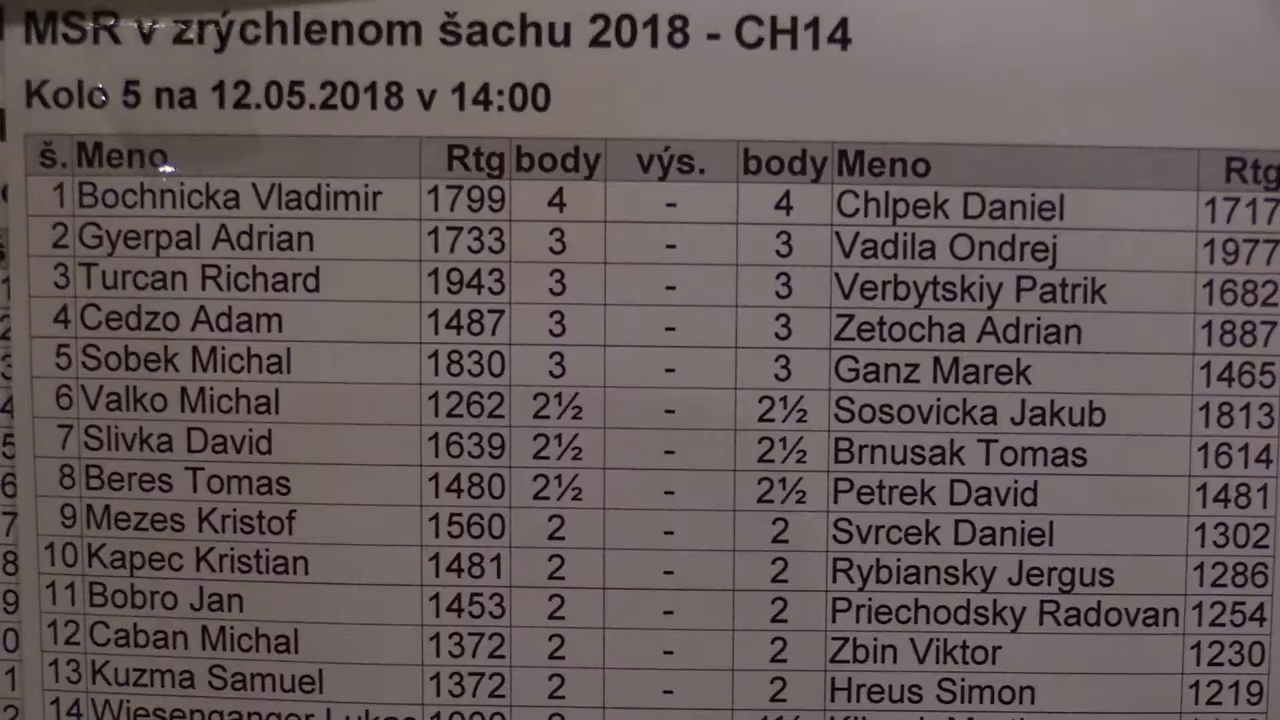 MSR v zrýchlenom šachu 2018 - CH14
Kolo 5 na 12.05.2018 v 14:00
š. Meno Rtg body výs. body Meno Rtg
1 Bochnicka Vladimir 1799 4 - 4 Chlpek Daniel 1717
2 Gyerpal Adrian 1733 3 - 3 Vadila Ondrej 1977
3 Turcan Richard 1943 3 - 3 Verbytskiy Patrik 1682
4 Cedzo Adam 1487 3 - 3 Zetocha Adrian 1887
5 Sobek Michal 1830 3 - 3 Ganz Marek 1465
6 Valko Michal 1262 2½ - 2½ Sosovicka Jakub 1813
7 Slivka David 1639 2½ - 2½ Brnusak Tomas 1614
8 Beres Tomas 1480 2½ - 2½ Petrek David 1481
9 Mezes Kristof 1560 2 - 2 Svrcek Daniel 1302
10 Kapec Kristian 1481 2 - 2 Rybiansky Jergus 1286
11 Bobro Jan 1453 2 - 2 Priechodsky Radovan 1254
12 Caban Michal 1372 2 - 2 Zbin Viktor 1230
13 Kuzma Samuel 1372 2 - 2 Hreus Simon 1219
14 Wiesenganger Lukas 2